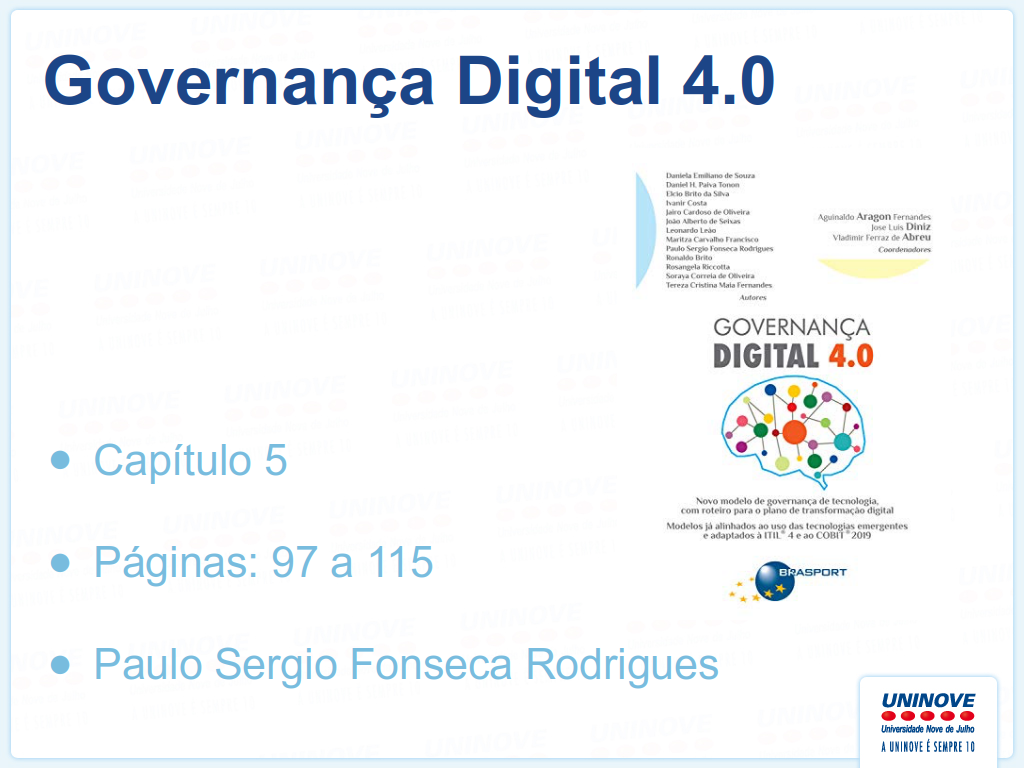 Governança Digital 4.0
Daniela Emiliano de Souza
Daniel H. Paiva Tonon
Elcio Brito da Silva
Ivanir Costa
Jairo Cardoso de Oliveira
João Alberto de Seixas
Leonardo Leão
Maritza Carvalho Francisco
Paulo Sergio Fonseca Rodrigues
Ronaldo Brito
Rosangela Riccotta
Soraya Correia de Oliveira
Tereza Cristina Maia Fernandes
Autores
Aguinaldo Aragon Fernandes
Jose Luis Diniz
Vladimir Ferraz de Abreu
Coordenadores
GOVERNANÇA
DIGITAL 4.0
Novo modelo de governança de tecnologia,
com roteiro para o plano de transformação digital
Modelos já alinhados ao uso das tecnologias emergentes
e adaptados à ITIL® 4 e ao COBIT® 2019
BRASPORT
● Capítulo 5
● Páginas: 97 a 115
● Paulo Sergio Fonseca Rodrigues
UNINOVE
Universidade Nove de Julho
A UNINOVE É SEMPRE 10